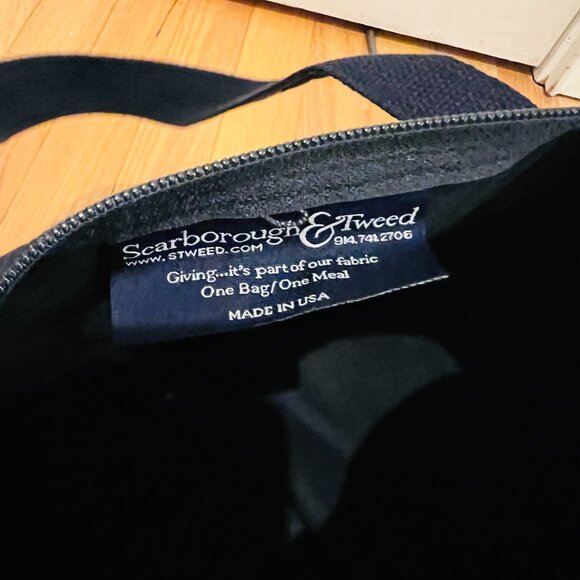 Scarborough & Tweed
www.STWEED.COM 914.741.2706
Giving...it's part of our fabric
One Bag/One Meal
MADE IN USA